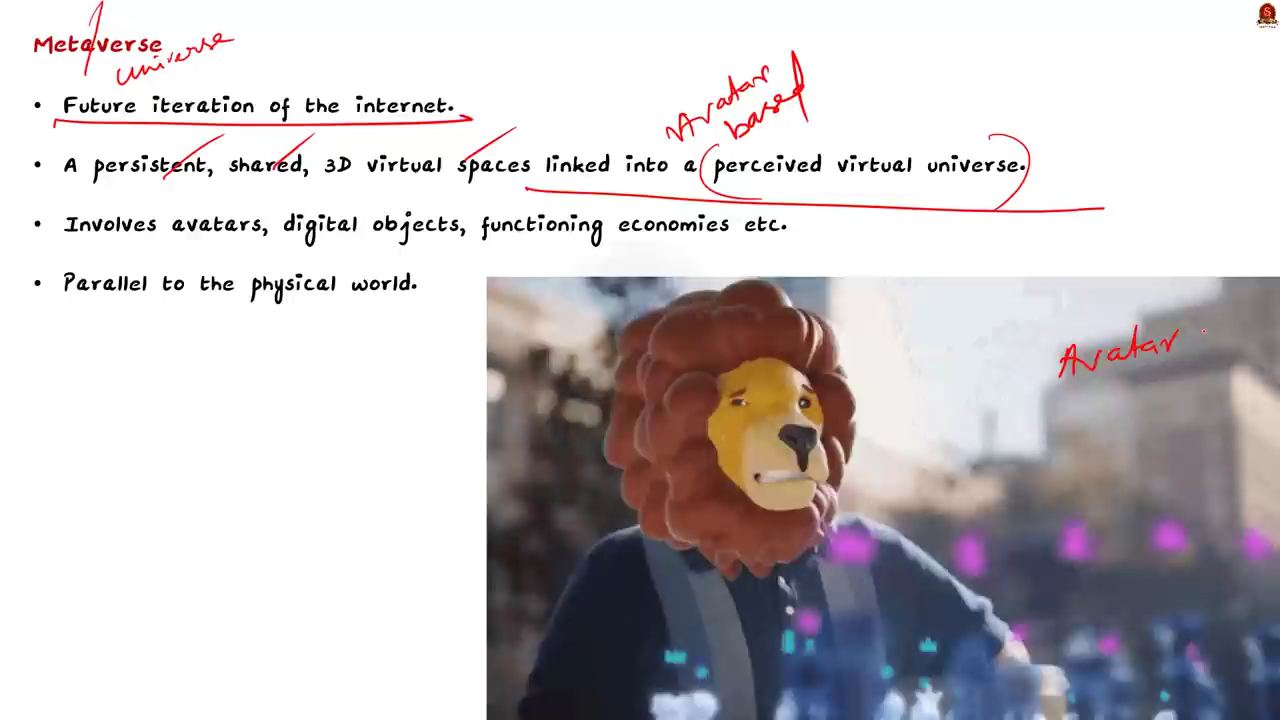 Metaverse
universe
• Future iteration of the internet.
Avatar
based
• A persistent, shared, 3D virtual spaces linked into a perceived virtual universe.
• Involves avatars, digital objects, functioning economies etc.
• Parallel to the physical world.
Avatar